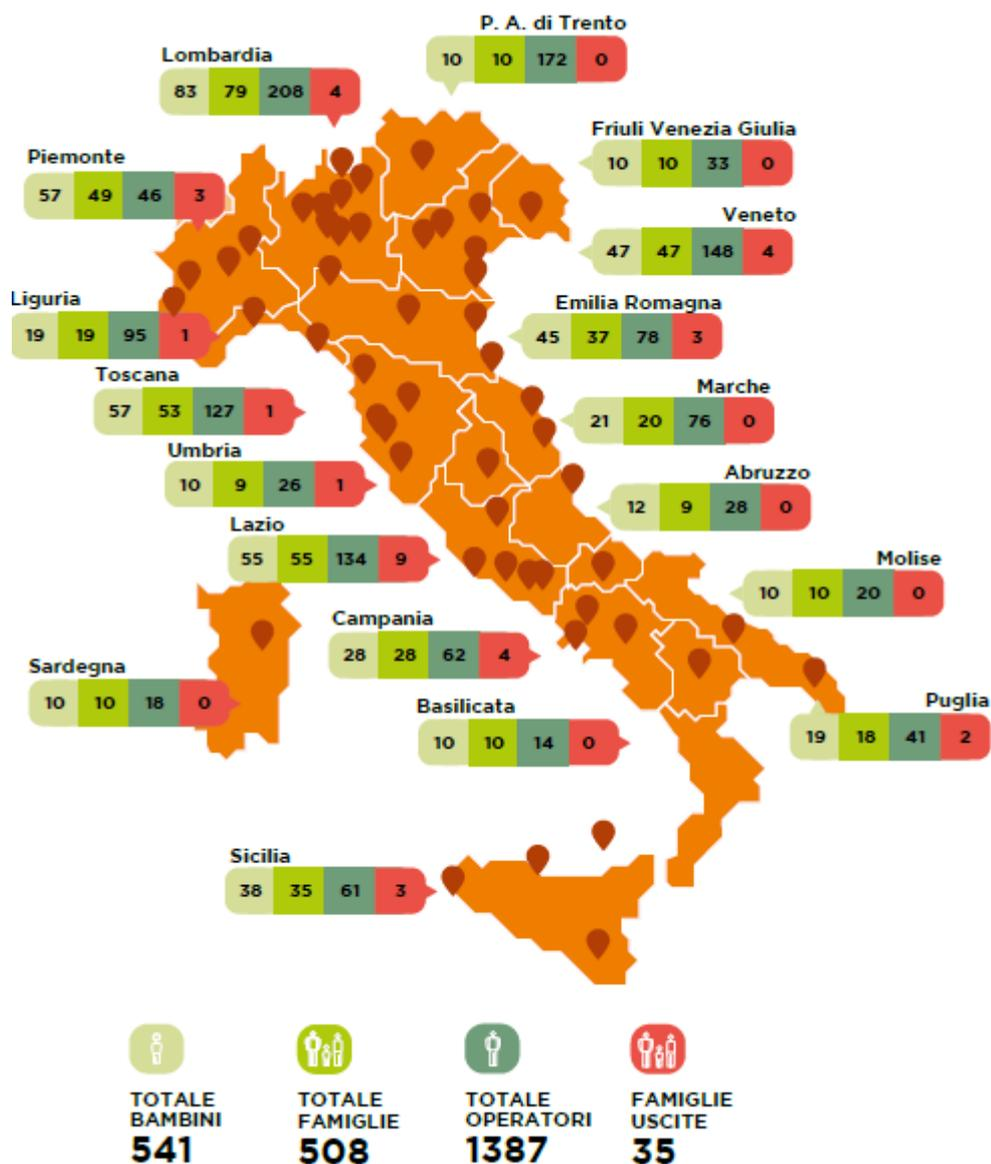 P. A. di Trento
10 10 172 0
Lombardia
83 79 208 4
Friuli Venezia Giulia
10 10 33 0
Piemonte
57 49 46 3
Veneto
47 47 148 4
Liguria
19 19 95 1
Emilia Romagna
45 37 78 3
Toscana
57 53 127 1
Marche
21 20 76 0
Umbria
10 9 26 1
Abruzzo
12 9 28 0
Lazio
55 55 134 9
Molise
10 10 20 0
Campania
28 28 62 4
Sardegna
10 10 18 0
Basilicata
10 10 14 0
Puglia
19 18 41 2
Sicilia
38 35 61 3
TOTALE
BAMBINI
541
TOTALE
FAMIGLIE
508
TOTALE
OPERATORI
1387
FAMIGLIE
USCITE
35